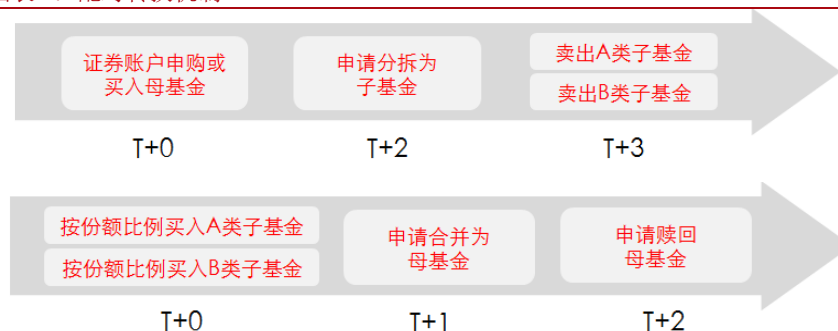 证券账户申购或
买入母基金
申请分拆为
子基金
卖出A类子基金
卖出B类子基金
T+0
T+2
T+3
按份额比例买入A类子基金
按份额比例买入B类子基金
申请合并为
母基金
申请赎回
母基金
T+0
T+1
T+2